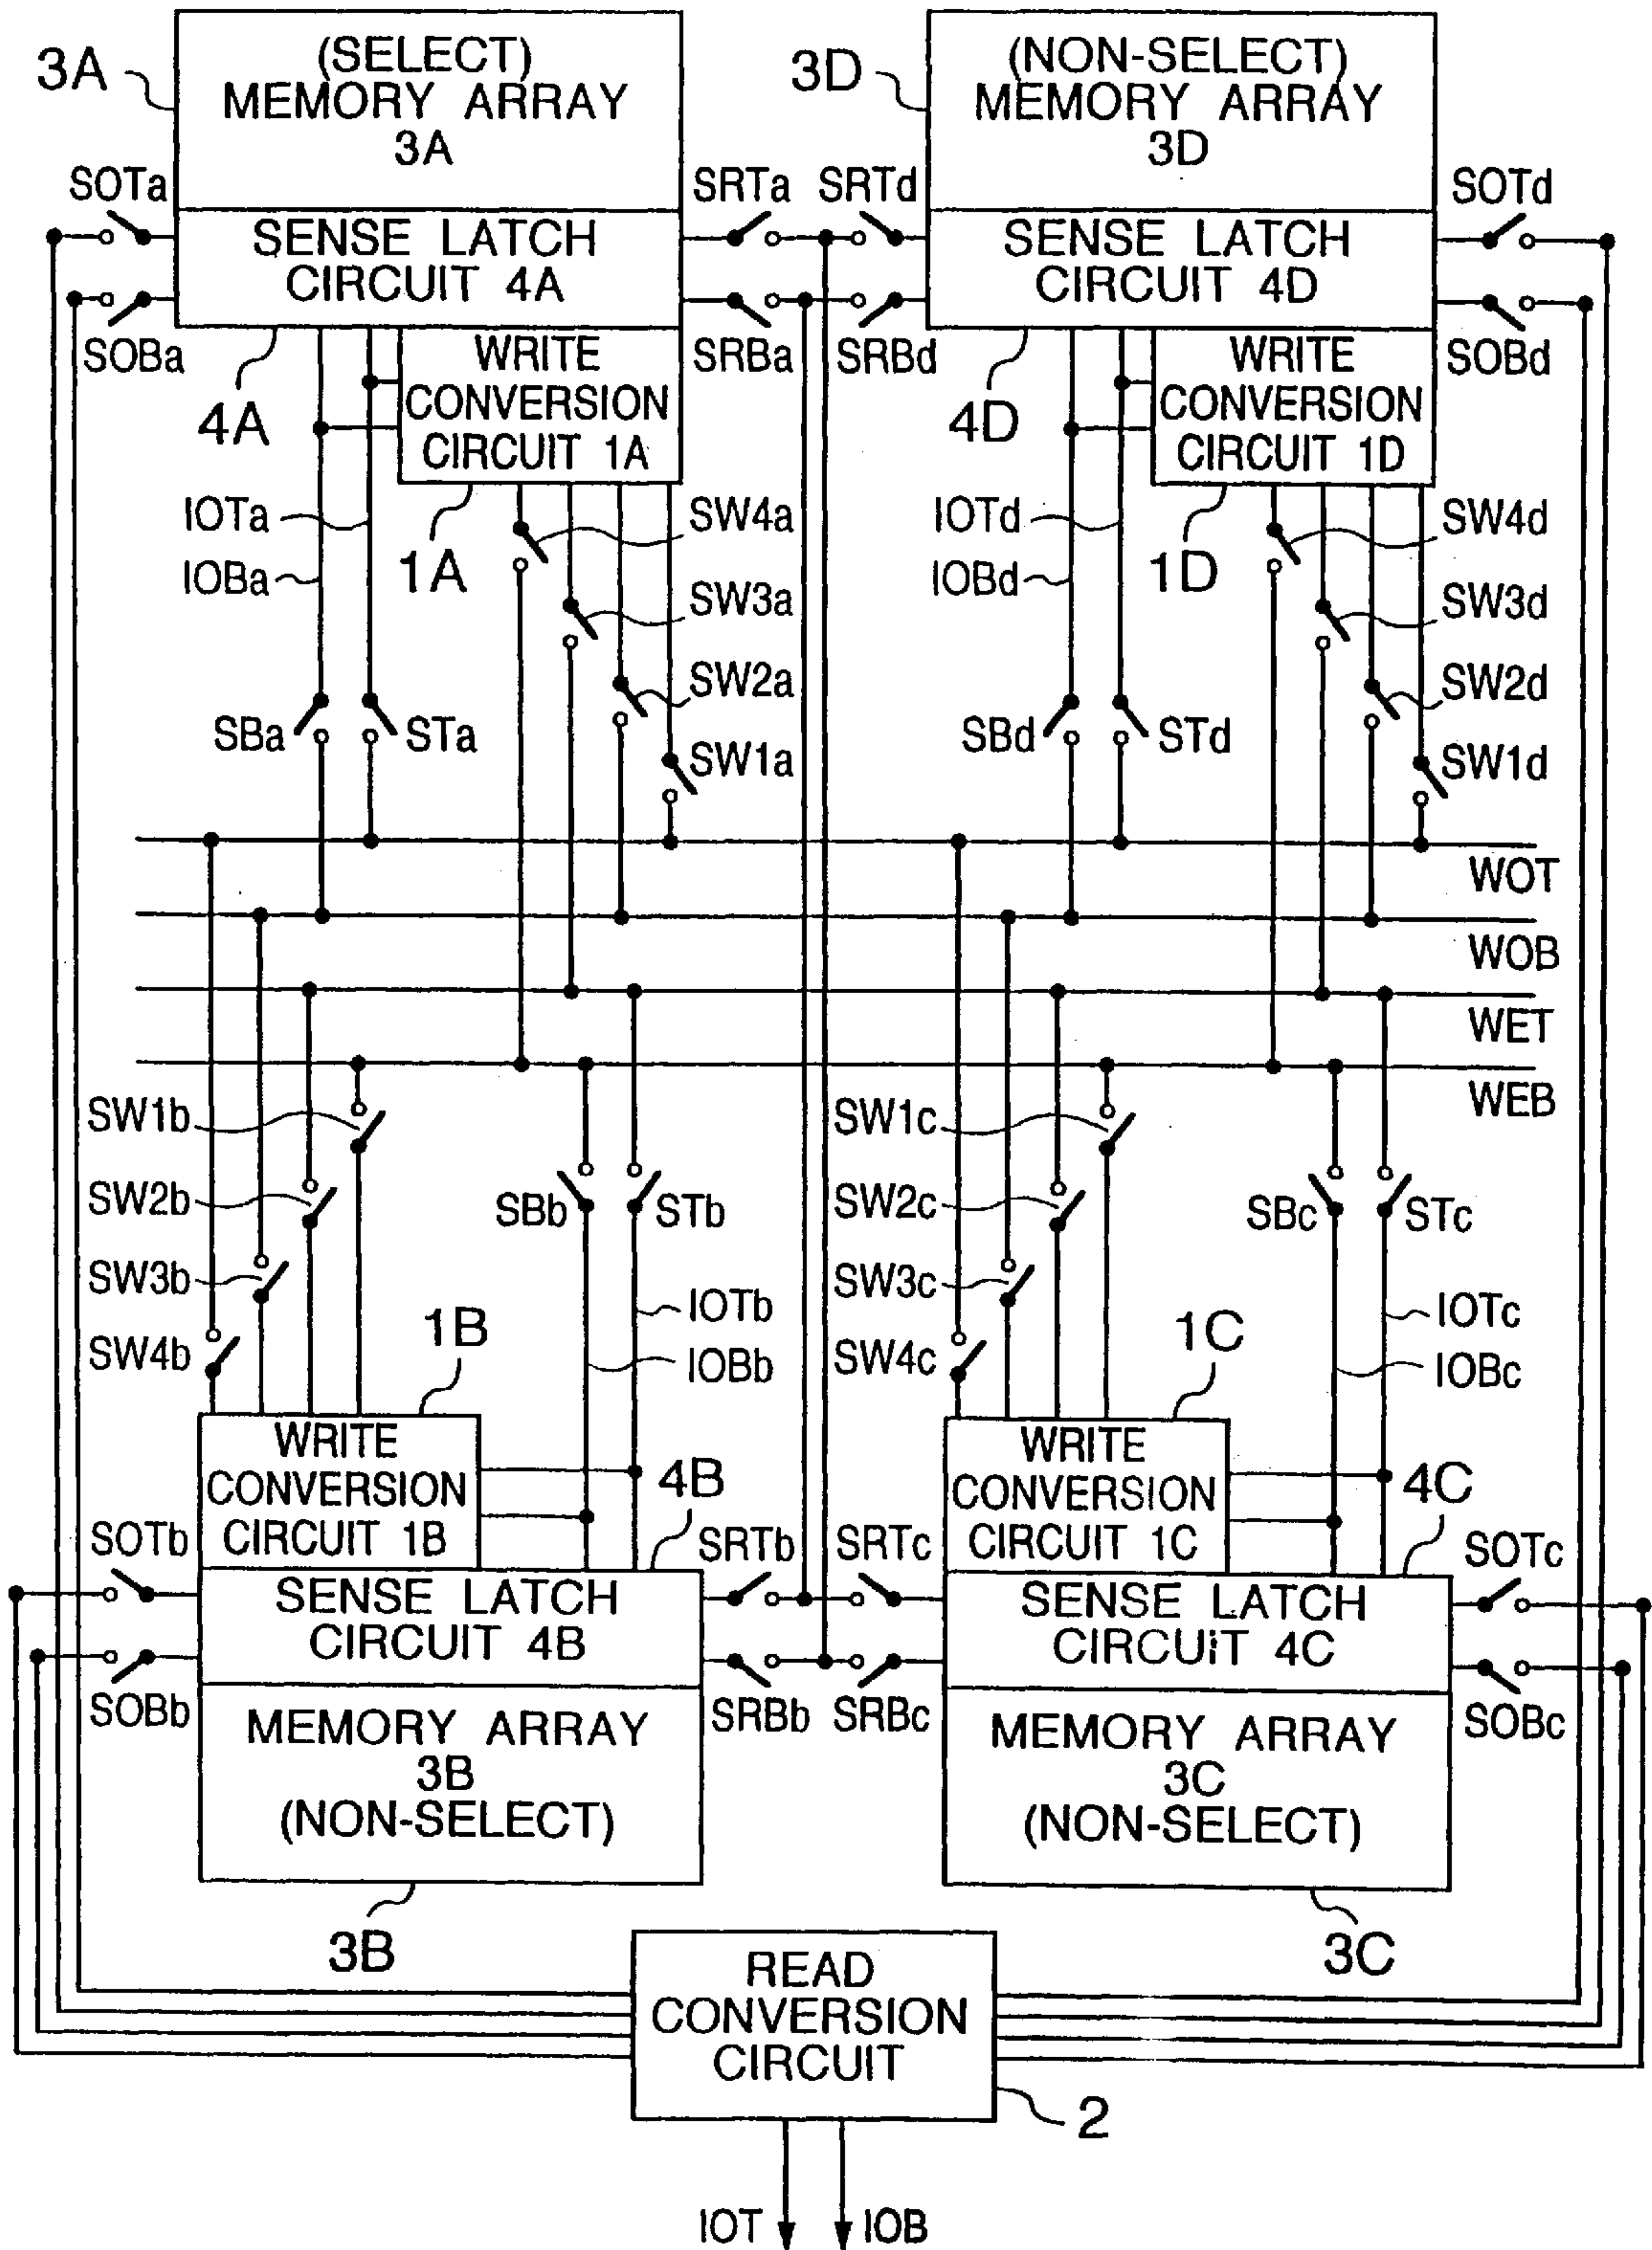 3A
(SELECT)
MEMORY ARRAY
3A
3D
(NON-SELECT)
MEMORY ARRAY
3D
SOTa
SRTa
SRTd
SOTd
SENSE LATCH
CIRCUIT 4A
SENSE LATCH
CIRCUIT 4D
SOBa
SRBa
SRBd
SOBd
4A
WRITE
CONVERSION
CIRCUIT 1A
4D
WRITE
CONVERSION
CIRCUIT 1D
IOTa
IOBa
1A
SW4a
SW3a
SW2a
SW1a
SBa
STa
IOTd
IOBd
1D
SW4d
SW3d
SW2d
SW1d
SBd
STd
WOT
WOB
WET
WEB
SW1b
SW2b
SW3b
SW4b
SBb
STb
IOTb
IOBb
1B
SW1c
SW2c
SW3c
SW4c
SBc
STc
IOTc
IOBc
1C
WRITE
CONVERSION
CIRCUIT 1B
4B
WRITE
CONVERSION
CIRCUIT 1C
4C
SOTb
SRTb
SRTc
SOTc
SENSE LATCH
CIRCUIT 4B
SENSE LATCH
CIRCUIT 4C
SOBb
SRBb
SRBc
SOBc
MEMORY ARRAY
3B
(NON-SELECT)
MEMORY ARRAY
3C
(NON-SELECT)
3B
3C
READ
CONVERSION
CIRCUIT
2
IOT
IOB